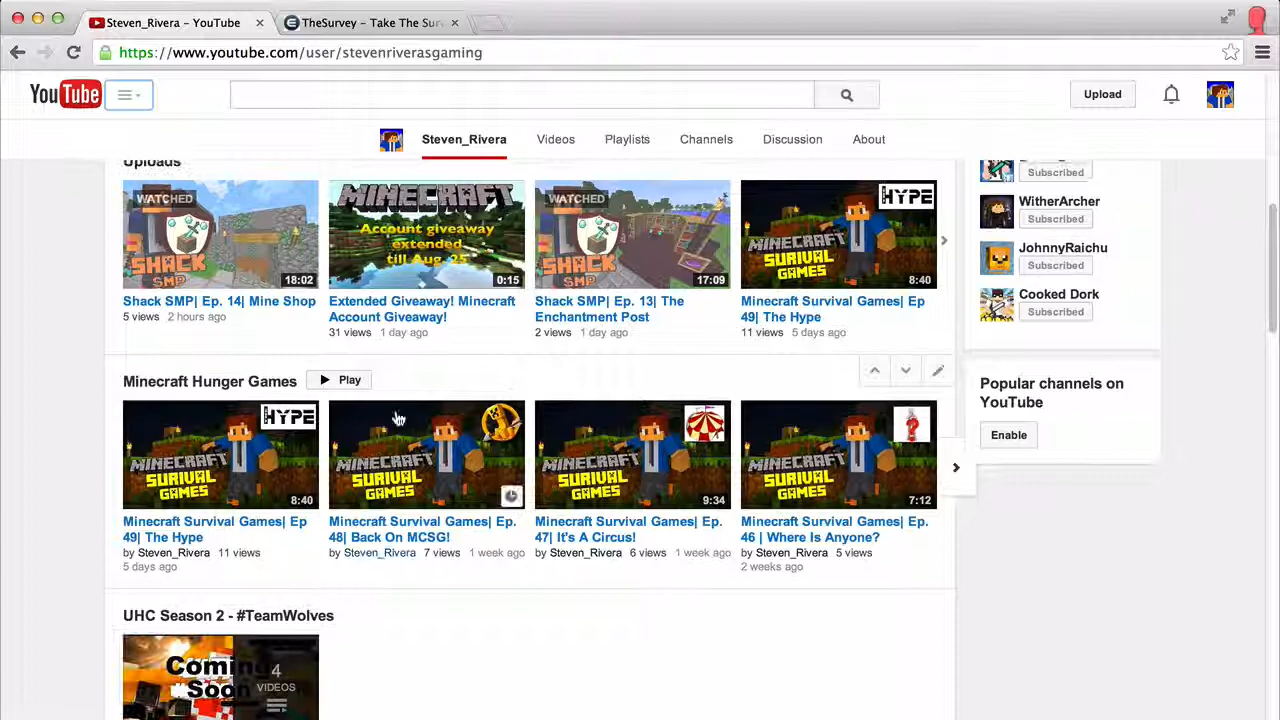 Steven_Rivera – YouTube
TheSurvey – Take The Sur
https://www.youtube.com/user/stevenriverasgaming
YouTube
Upload
Steven_Rivera
Videos
Playlists
Channels
Discussion
About
Uploads
WATCHED
SHACK
SMP
18:02
MINECRAFT
Account giveaway
extended
till Aug. 25
0:15
WATCHED
SHACK
SMP
17:09
HYPE
MINECRAFT
SURIVAL
GAMES
8:40
Shack SMP| Ep. 14| Mine Shop
5 views 2 hours ago
Extended Giveaway! Minecraft
Account Giveaway!
31 views 1 day ago
Shack SMP| Ep. 13| The
Enchantment Post
2 views 1 day ago
Minecraft Survival Games| Ep
49| The Hype
11 views 5 days ago
Subscribed
WitherArcher
Subscribed
JohnnyRaichu
Subscribed
Cooked Dork
Subscribed
Popular channels on
YouTube
Enable
Minecraft Hunger Games
Play
HYPE
MINECRAFT
SURIVAL
GAMES
8:40
MINECRAFT
SURIVAL
GAMES
MINECRAFT
SURIVAL
GAMES
9:34
MINECRAFT
SURIVAL
GAMES
7:12
Minecraft Survival Games| Ep
49| The Hype
by Steven_Rivera 11 views
5 days ago
Minecraft Survival Games| Ep.
48| Back On MCSG!
by Steven_Rivera 7 views 1 week ago
Minecraft Survival Games| Ep.
47| It's A Circus!
by Steven_Rivera 6 views 1 week ago
Minecraft Survival Games| Ep.
46 | Where Is Anyone?
by Steven_Rivera 5 views
2 weeks ago
UHC Season 2 - #TeamWolves
Coming
Soon
4
VIDEOS